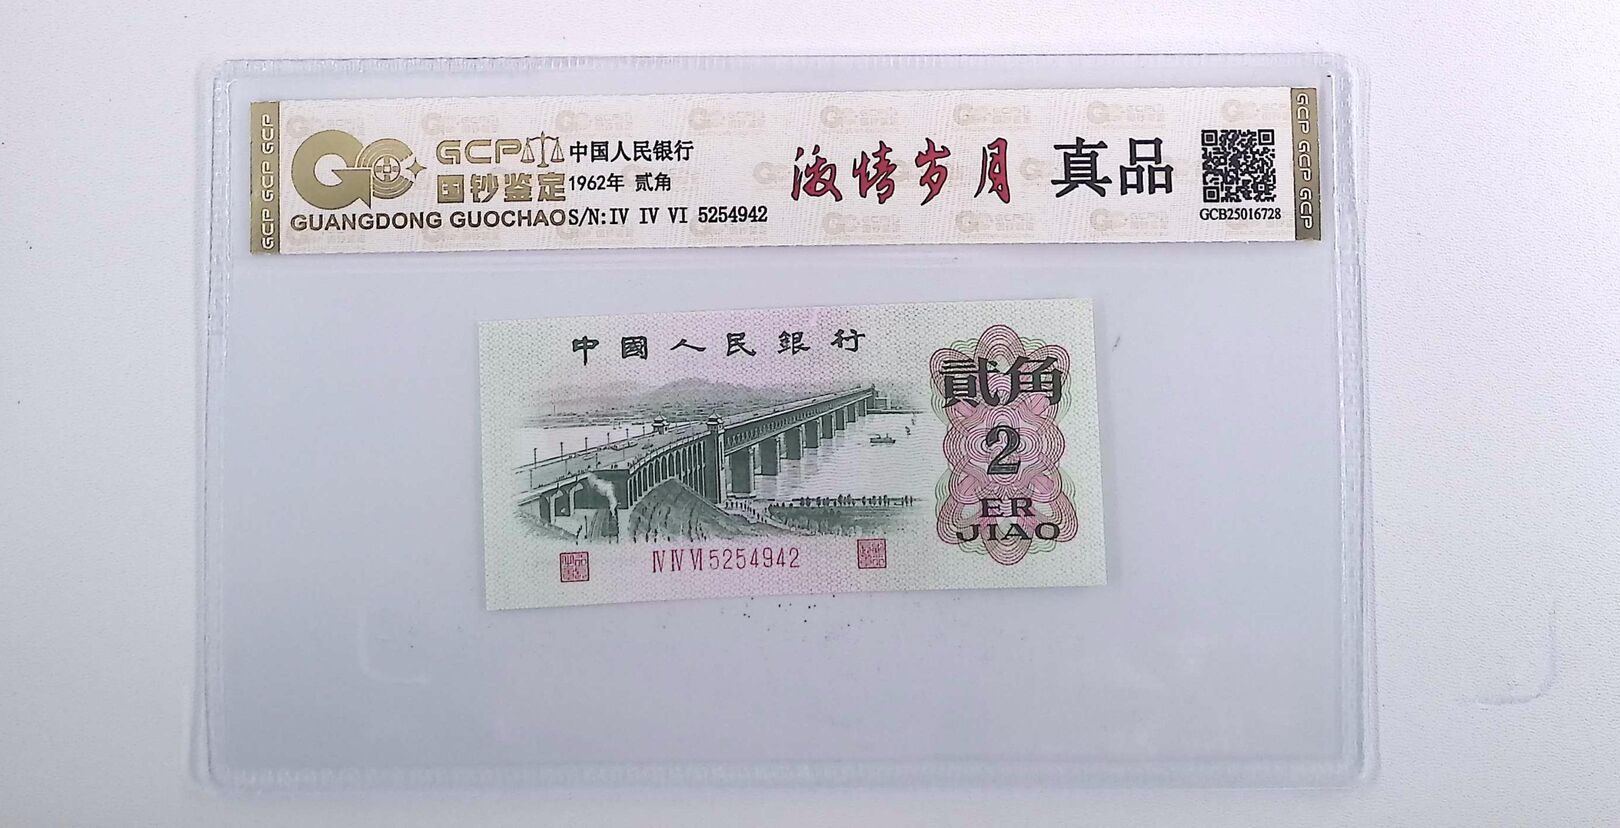 GCP GCP GCP
GCP
国钞鉴定
GUANGDONG GUOCHAO
中国人民银行
1962年 贰角
S/N:IV IV VI 5254942
激情岁月
真品
GCB25016728
GCP GCP GCP
中國人民銀行
貳角
2
ER
JIAO
IV IV VI 5254942